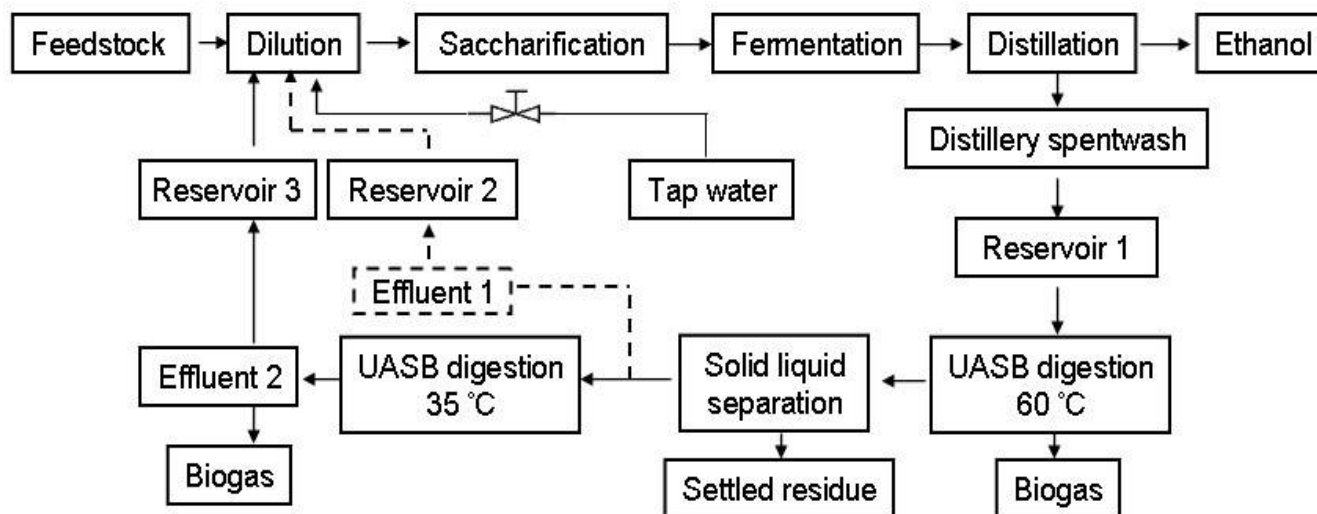 Feedstock
Dilution
Saccharification
Fermentation
Distillation
Ethanol
Distillery spentwash
Reservoir 3
Reservoir 2
Tap water
Reservoir 1
Effluent 1
Effluent 2
UASB digestion
35 °C
Solid liquid
separation
UASB digestion
60 °C
Biogas
Settled residue
Biogas